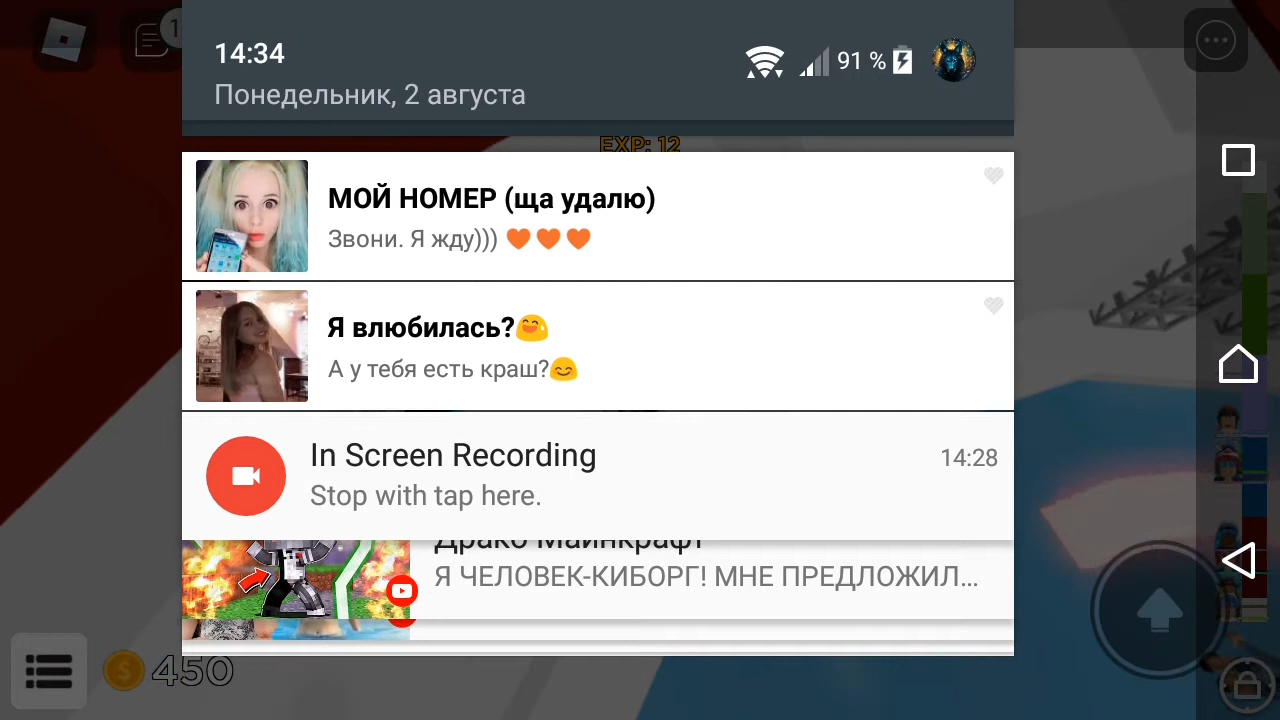 1
14:34
91 %
Понедельник, 2 августа
EXP: 12
МОЙ НОМЕР (ща удалю)
Звони. Я жду))) 🧡🧡🧡
Я влюбилась?😅
А у тебя есть краш?😊
In Screen Recording
14:28
Stop with tap here.
Драко Майнкрафт
Я ЧЕЛОВЕК-КИБОРГ! МНЕ ПРЕДЛОЖИЛ…
450